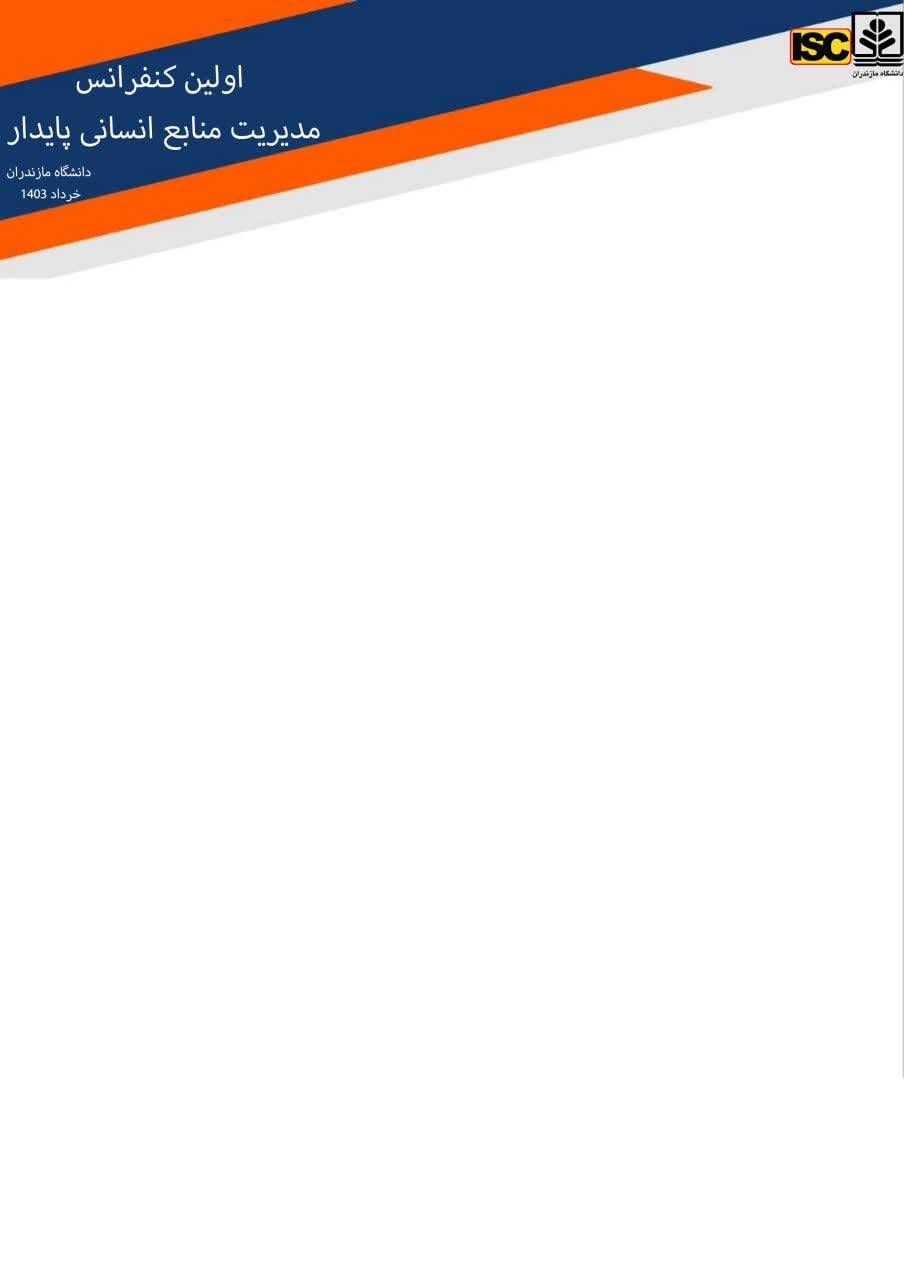 اولین کنفرانس
مدیریت منابع انسانی پایدار
دانشگاه مازندران
خرداد 1403
ISC
دانشگاه مازندران